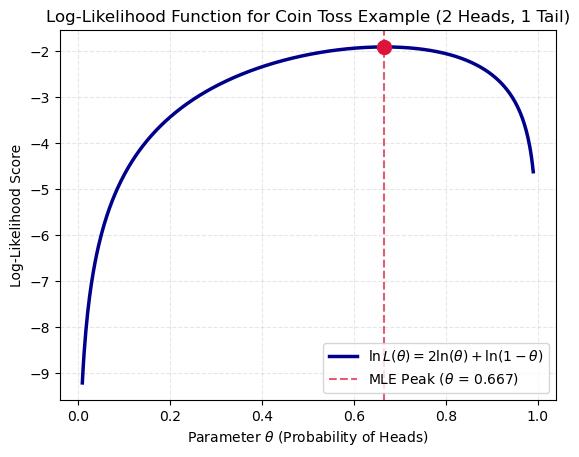 Log-Likelihood Function for Coin Toss Example (2 Heads, 1 Tail)
Log-Likelihood Score
−2
−3
−4
−5
−6
−7
−8
−9
ln L(θ) = 2ln(θ) + ln(1 − θ)
MLE Peak (θ = 0.667)
0.0 0.2 0.4 0.6 0.8 1.0
Parameter θ (Probability of Heads)